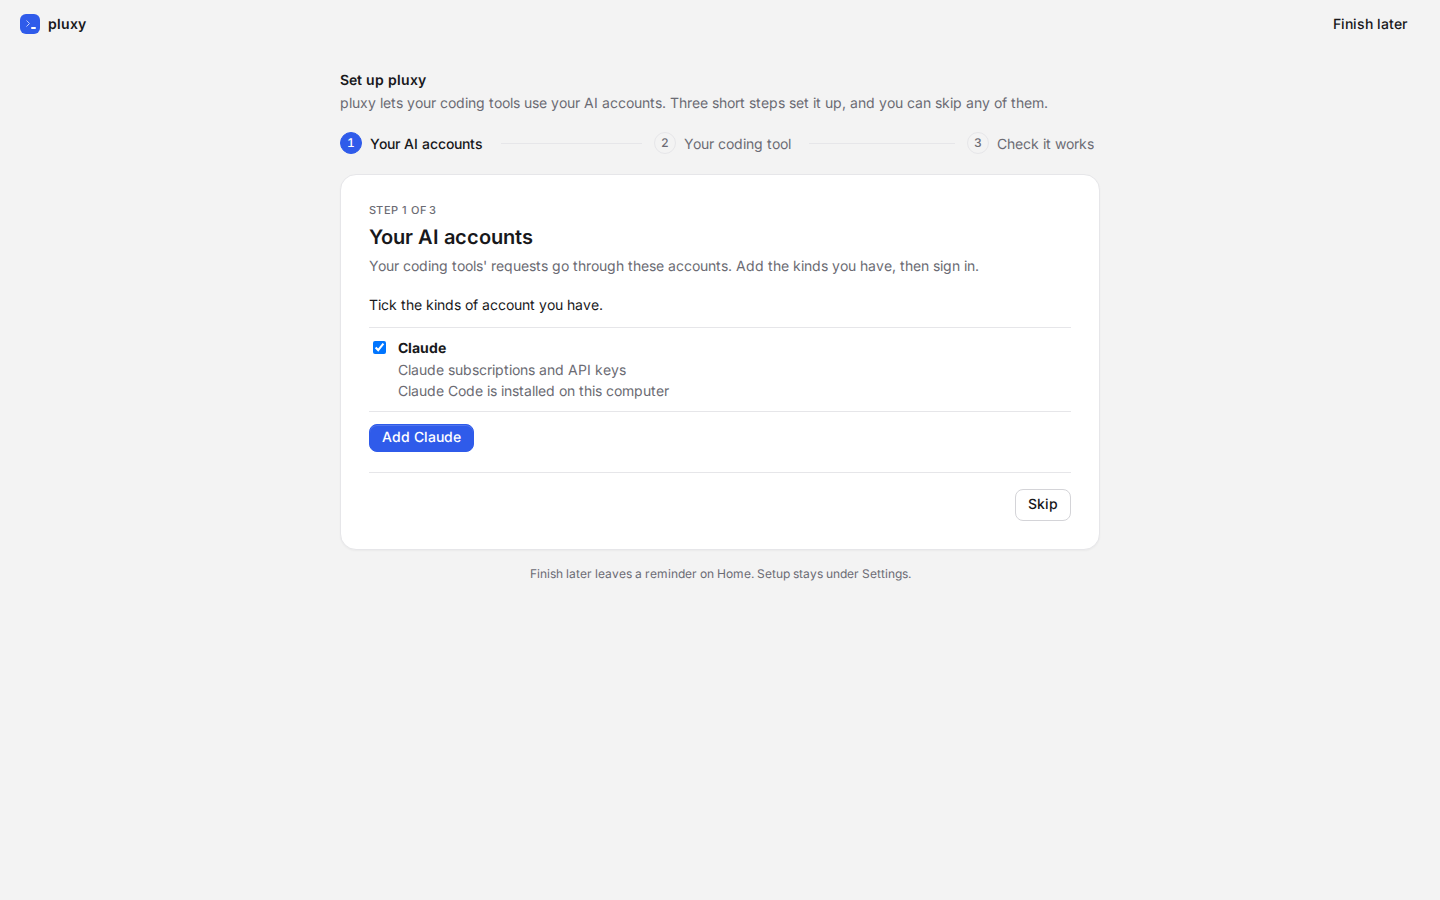 pluxy
Finish later
Set up pluxy
pluxy lets your coding tools use your AI accounts. Three short steps set it up, and you can skip any of them.
1 Your AI accounts
2 Your coding tool
3 Check it works
STEP 1 OF 3
Your AI accounts
Your coding tools' requests go through these accounts. Add the kinds you have, then sign in.
Tick the kinds of account you have.
Claude
Claude subscriptions and API keys
Claude Code is installed on this computer
Add Claude
Skip
Finish later leaves a reminder on Home. Setup stays under Settings.